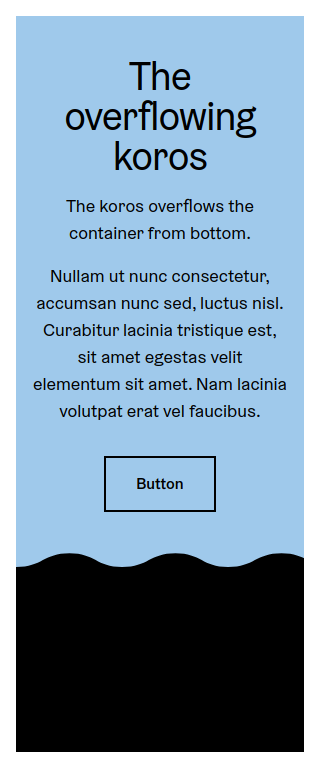 The
overflowing
koros
The koros overflows the
container from bottom.
Nullam ut nunc consectetur,
accumsan nunc sed, luctus nisl.
Curabitur lacinia tristique est,
sit amet egestas velit
elementum sit amet. Nam lacinia
volutpat erat vel faucibus.
Button